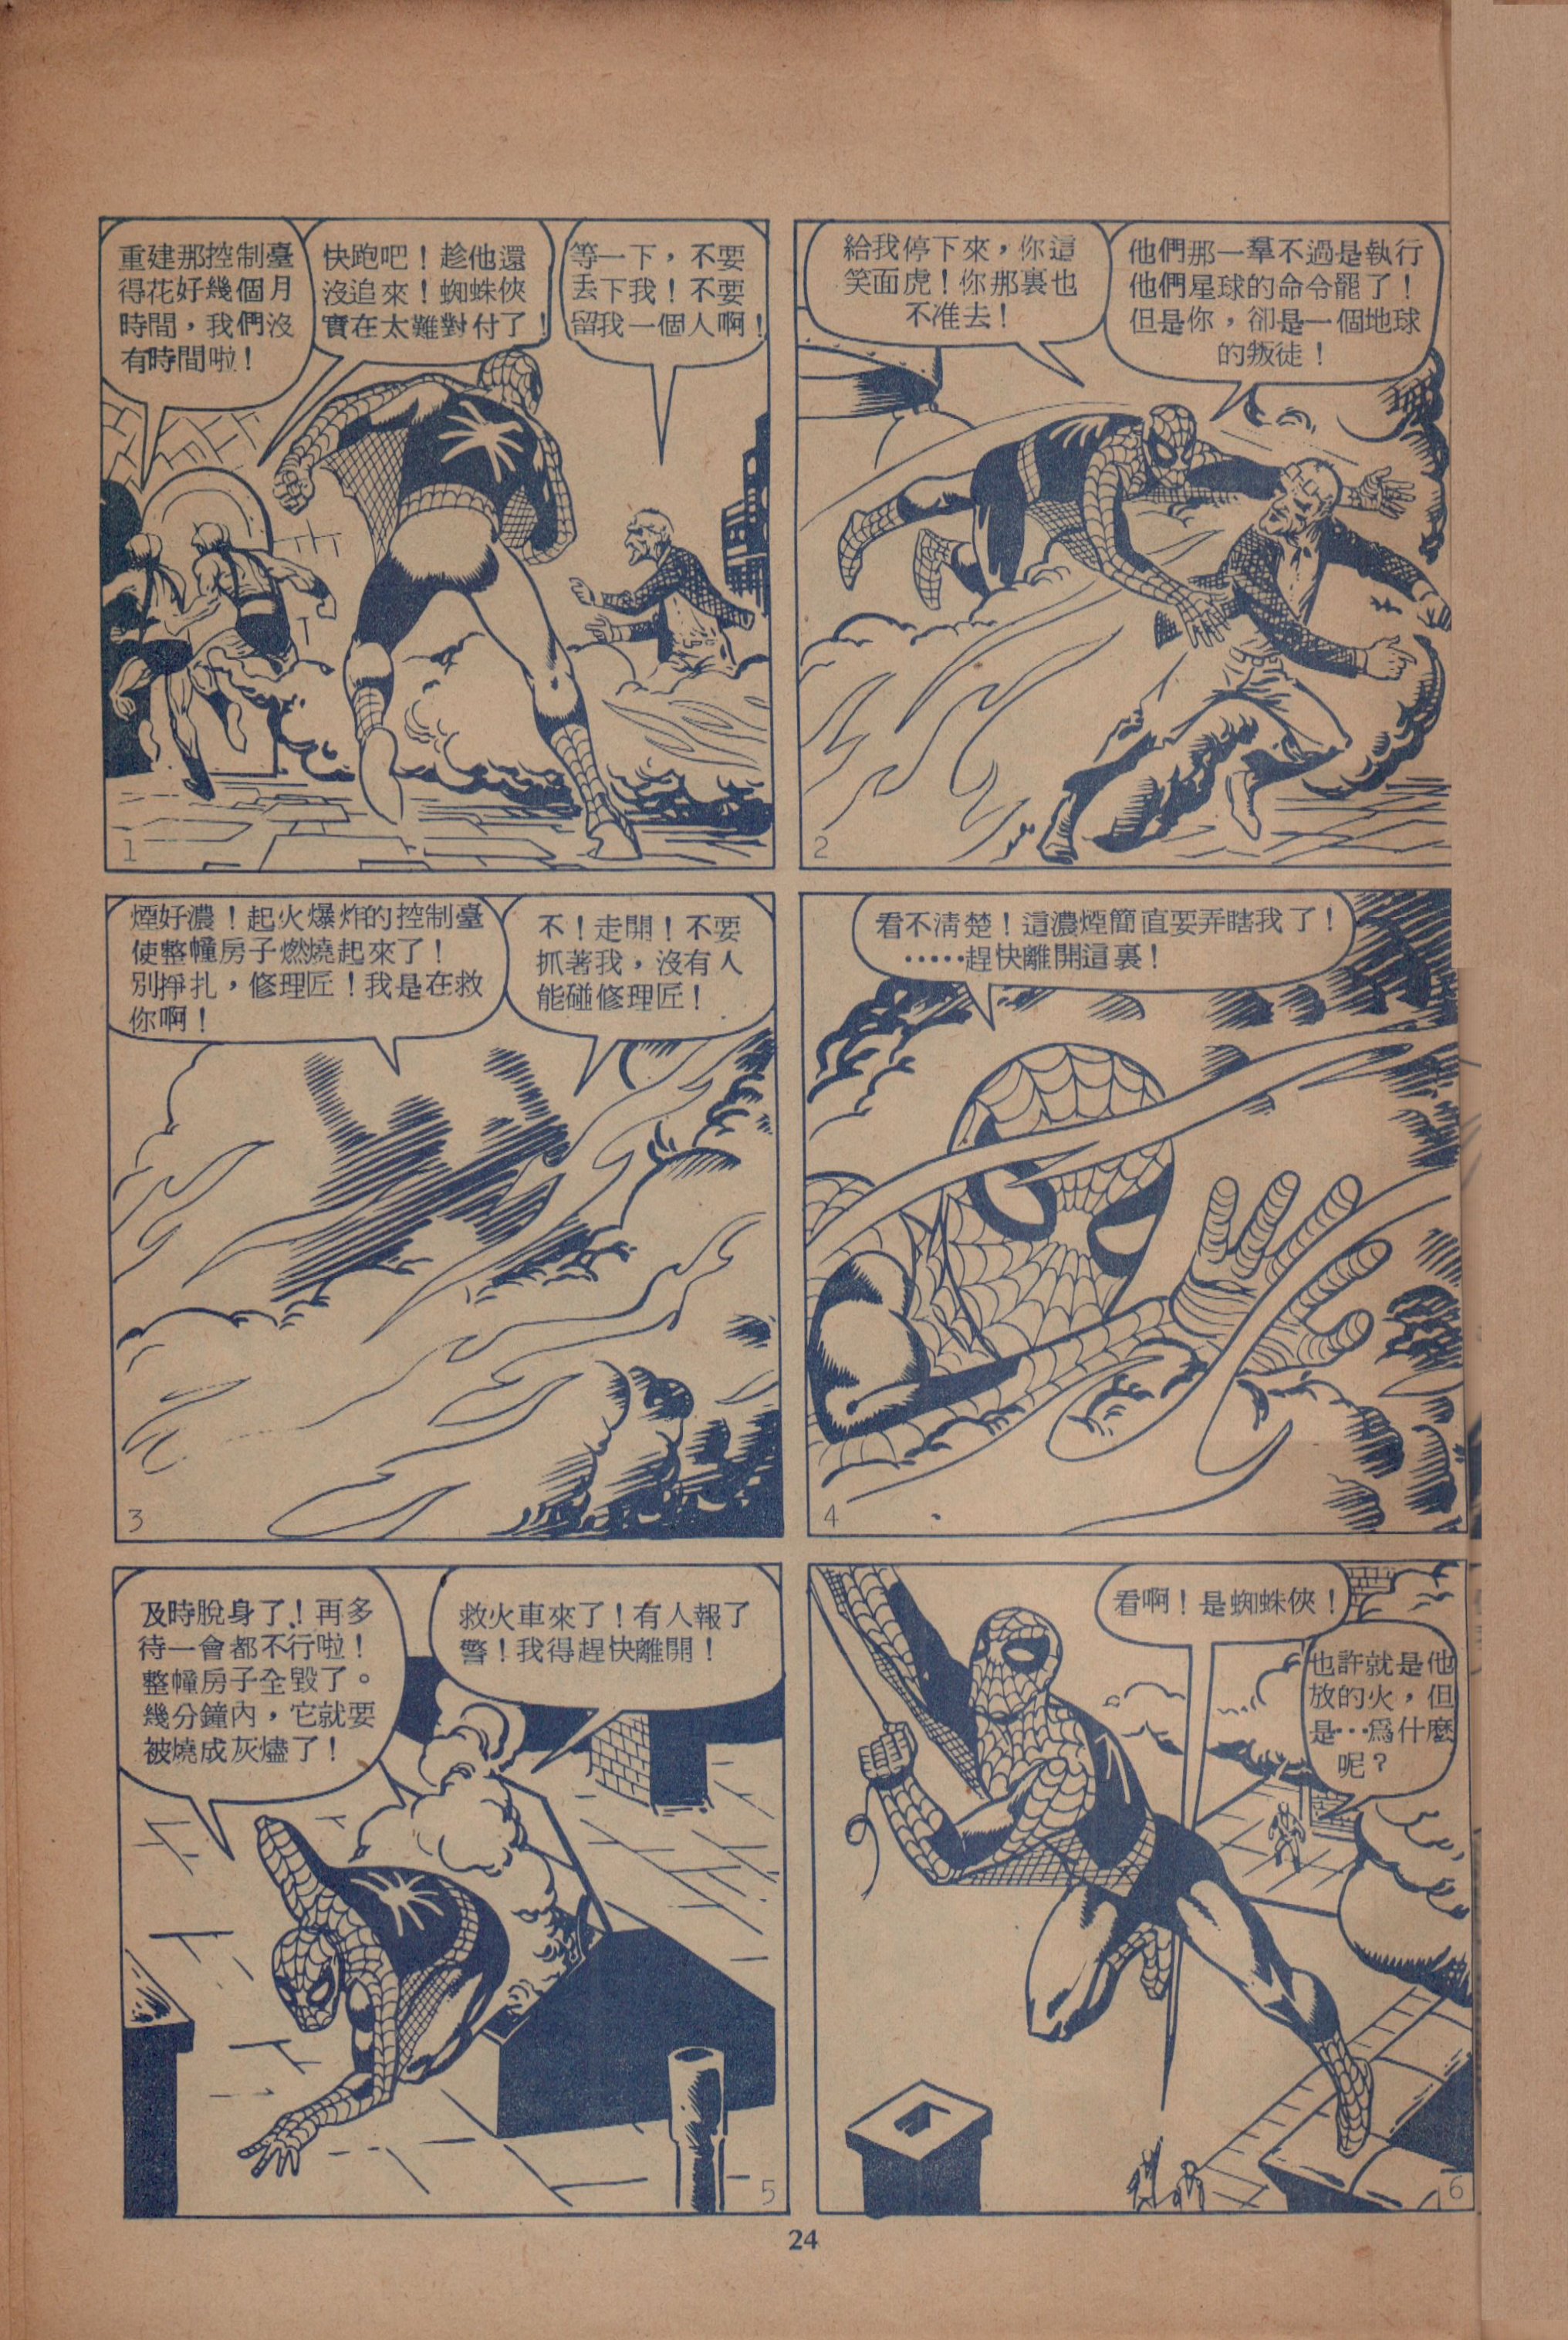 重建那控制臺
得花好幾個月
時間，我們沒
有時間啦！
快跑吧！趁他還
沒追來！蜘蛛俠
實在太難對付了！
等一下，不要
丢下我！不要
留我一個人啊！
1
給我停下來，你這
笑面虎！你那裏也
不准去！
他們那一羣不過是執行
他們星球的命令罷了！
但是你，卻是一個地球
的叛徒！
2
煙好濃！起火爆炸的控制臺
使整幢房子燃燒起來了！
別掙扎，修理匠！我是在救
你啊！
不！走開！不要
抓著我，沒有人
能碰修理匠！
3
看不清楚！這濃煙簡直要弄瞎我了！
⋯⋯趕快離開這裏！
4
及時脫身了！再多
待一會都不行啦！
整幢房子全毀了。
幾分鐘內，它就要
被燒成灰燼了！
救火車來了！有人報了
警！我得趕快離開！
5
看啊！是蜘蛛俠！
也許就是他
放的火，但
是⋯爲什麼
呢？
6
24